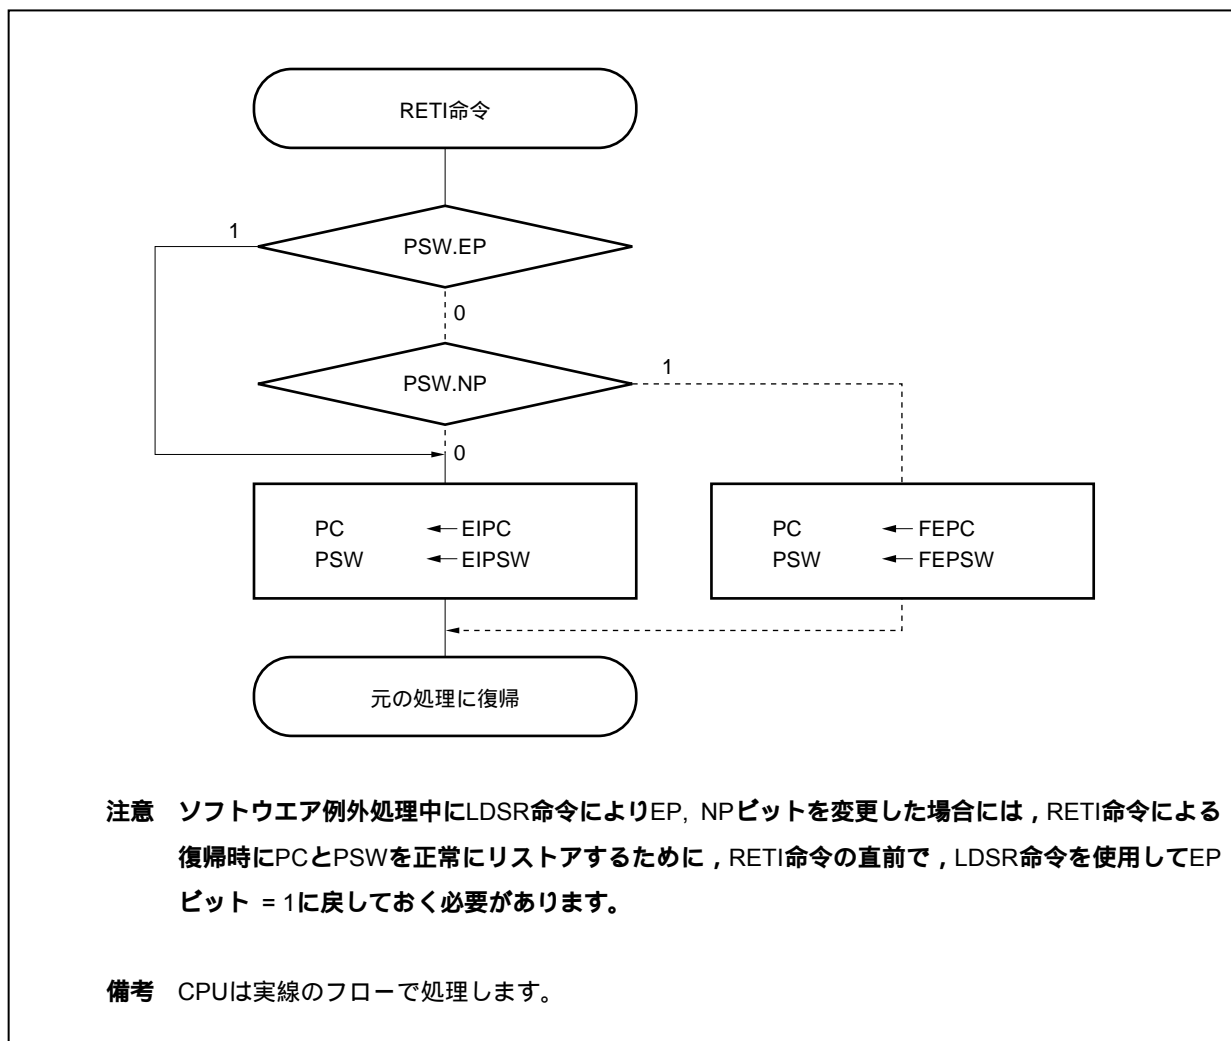 RETI命令
1
PSW.EP
0
1
PSW.NP
0
PC ← EIPC
PSW ← EIPSW
PC ← FEPC
PSW ← FEPSW
元の処理に復帰
注意 ソフトウエア例外処理中にLDSR命令によりEP, NPビットを変更した場合には，RETI命令による
復帰時にPCとPSWを正常にリストアするために，RETI命令の直前で，LDSR命令を使用してEP
ビット = 1に戻しておく必要があります。
備考 CPUは実線のフローで処理します。